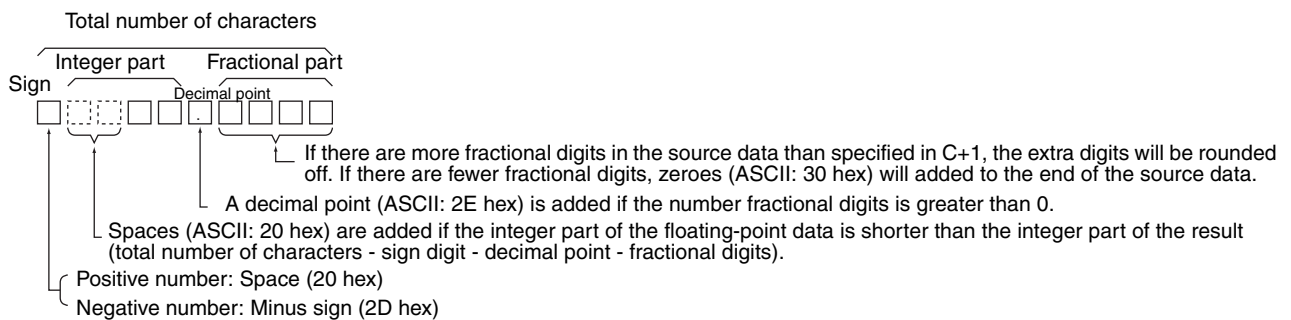 Total number of characters
Integer part
Fractional part
Sign
Decimal point
.
If there are more fractional digits in the source data than specified in C+1, the extra digits will be rounded
off. If there are fewer fractional digits, zeroes (ASCII: 30 hex) will added to the end of the source data.
A decimal point (ASCII: 2E hex) is added if the number fractional digits is greater than 0.
Spaces (ASCII: 20 hex) are added if the integer part of the floating-point data is shorter than the integer part of the result
(total number of characters - sign digit - decimal point - fractional digits).
Positive number: Space (20 hex)
Negative number: Minus sign (2D hex)